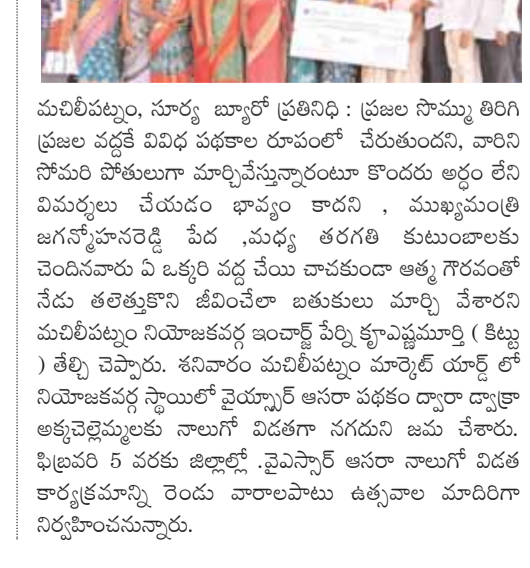 మచిలీపట్నం, సూర్య బ్యూరో ప్రతినిధి : ప్రజల సొమ్ము తిరిగి
ప్రజల వద్దకే వివిధ పథకాల రూపంలో చేరుతుందని, వారిని
సోమరి పోతులుగా మార్చివేస్తున్నారంటూ కొందరు అర్థం లేని
విమర్శలు చేయడం భావ్యం కాదని , ముఖ్యమంత్రి
జగన్మోహనరెడ్డి పేద ,మధ్య తరగతి కుటుంబాలకు
చెందినవారు ఏ ఒక్కరి వద్ద చేయి చాచకుండా ఆత్మ గౌరవంతో
నేడు తలెత్తుకొని జీవించేలా బతుకులు మార్చి వేశారని
మచిలీపట్నం నియోజకవర్గ ఇంచార్జ్ పేర్ని కృూఎష్ణమూర్తి ( కిట్టు
) తేల్చి చెప్పారు. శనివారం మచిలీపట్నం మార్కెట్ యార్డ్ లో
నియోజకవర్గ స్థాయిలో వైయ్స్సార్ ఆసరా పథకం ద్వారా డ్వాక్రా
అక్కచెల్లెమ్మలకు నాలుగో విడతగా నగదుని జమ చేశారు.
ఫిబ్రవరి 5 వరకు జిల్లాల్లో .వైఎస్సార్ ఆసరా నాలుగో విడత
కార్యక్రమాన్ని రెండు వారాలపాటు ఉత్సవాల మాదిరిగా
నిర్వహించనున్నారు.